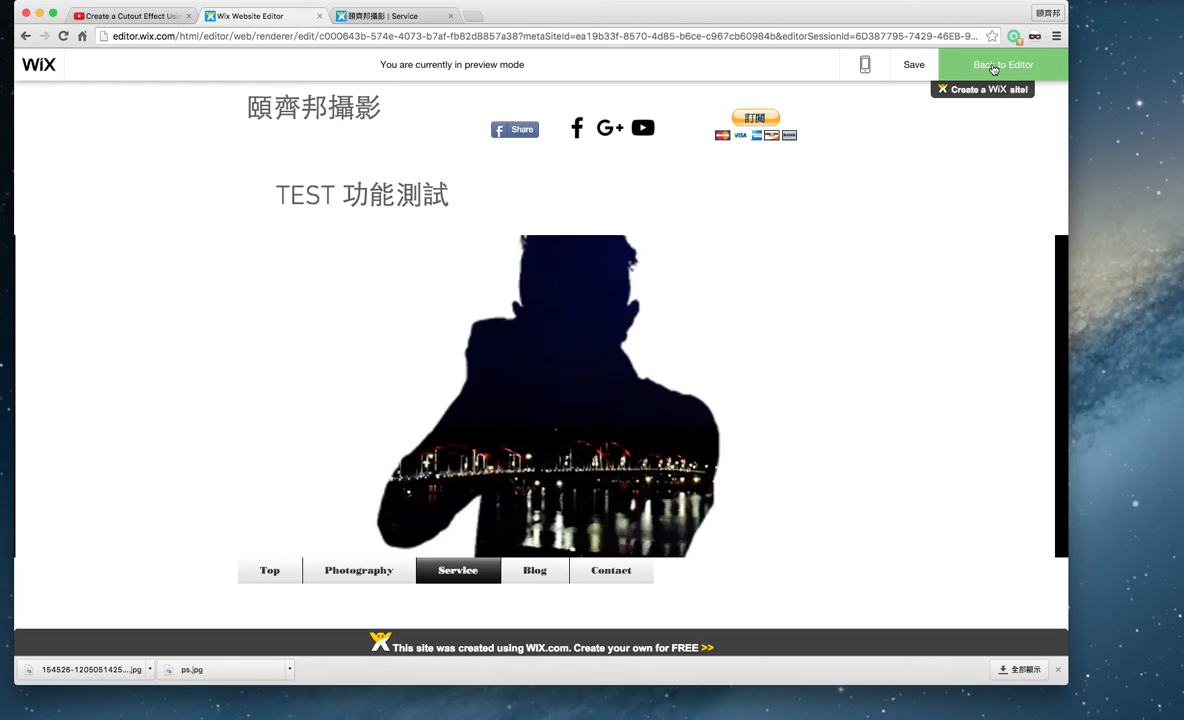 Create a Cutout Effect Usin
Wix Website Editor
頤齊邦攝影 | Service
頤齊邦
editor.wix.com/html/editor/web/renderer/edit/c000643b-574e-4073-b7af-fb82d8857a38?metaSiteId=ea19b33f-8570-4d85-b6ce-c967cb60984b&editorSessionId=6D387795-7429-46EB-9...
WiX
You are currently in preview mode
Save
Back to Editor
Create a WiX site!
頤齊邦攝影
Share
G+
訂閱
VISA
TEST 功能測試
Top
Photography
Service
Blog
Contact
This site was created using WIX.com. Create your own for FREE >>
154526-1205051425....jpg
ps.jpg
全部顯示